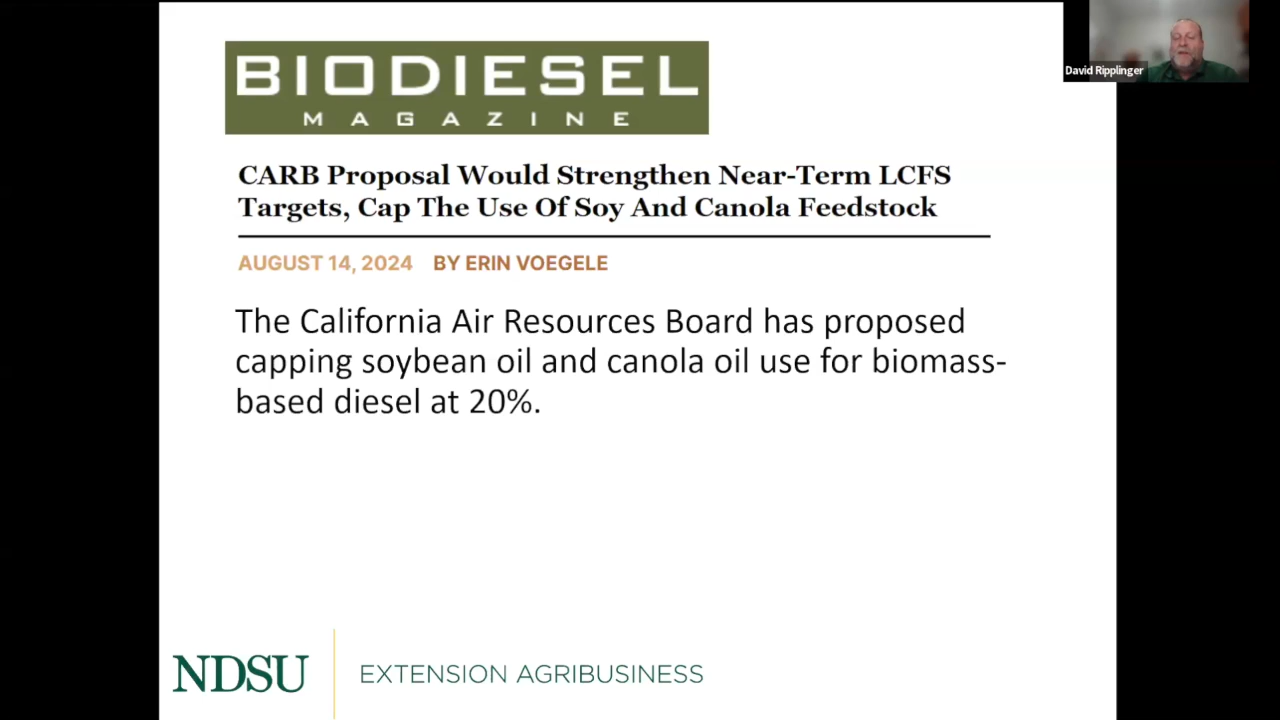 BIODIESEL
MAGAZINE
David Ripplinger
CARB Proposal Would Strengthen Near-Term LCFS
Targets, Cap The Use Of Soy And Canola Feedstock
AUGUST 14, 2024 BY ERIN VOEGELE
The California Air Resources Board has proposed
capping soybean oil and canola oil use for biomass-
based diesel at 20%.
NDSU EXTENSION AGRIBUSINESS